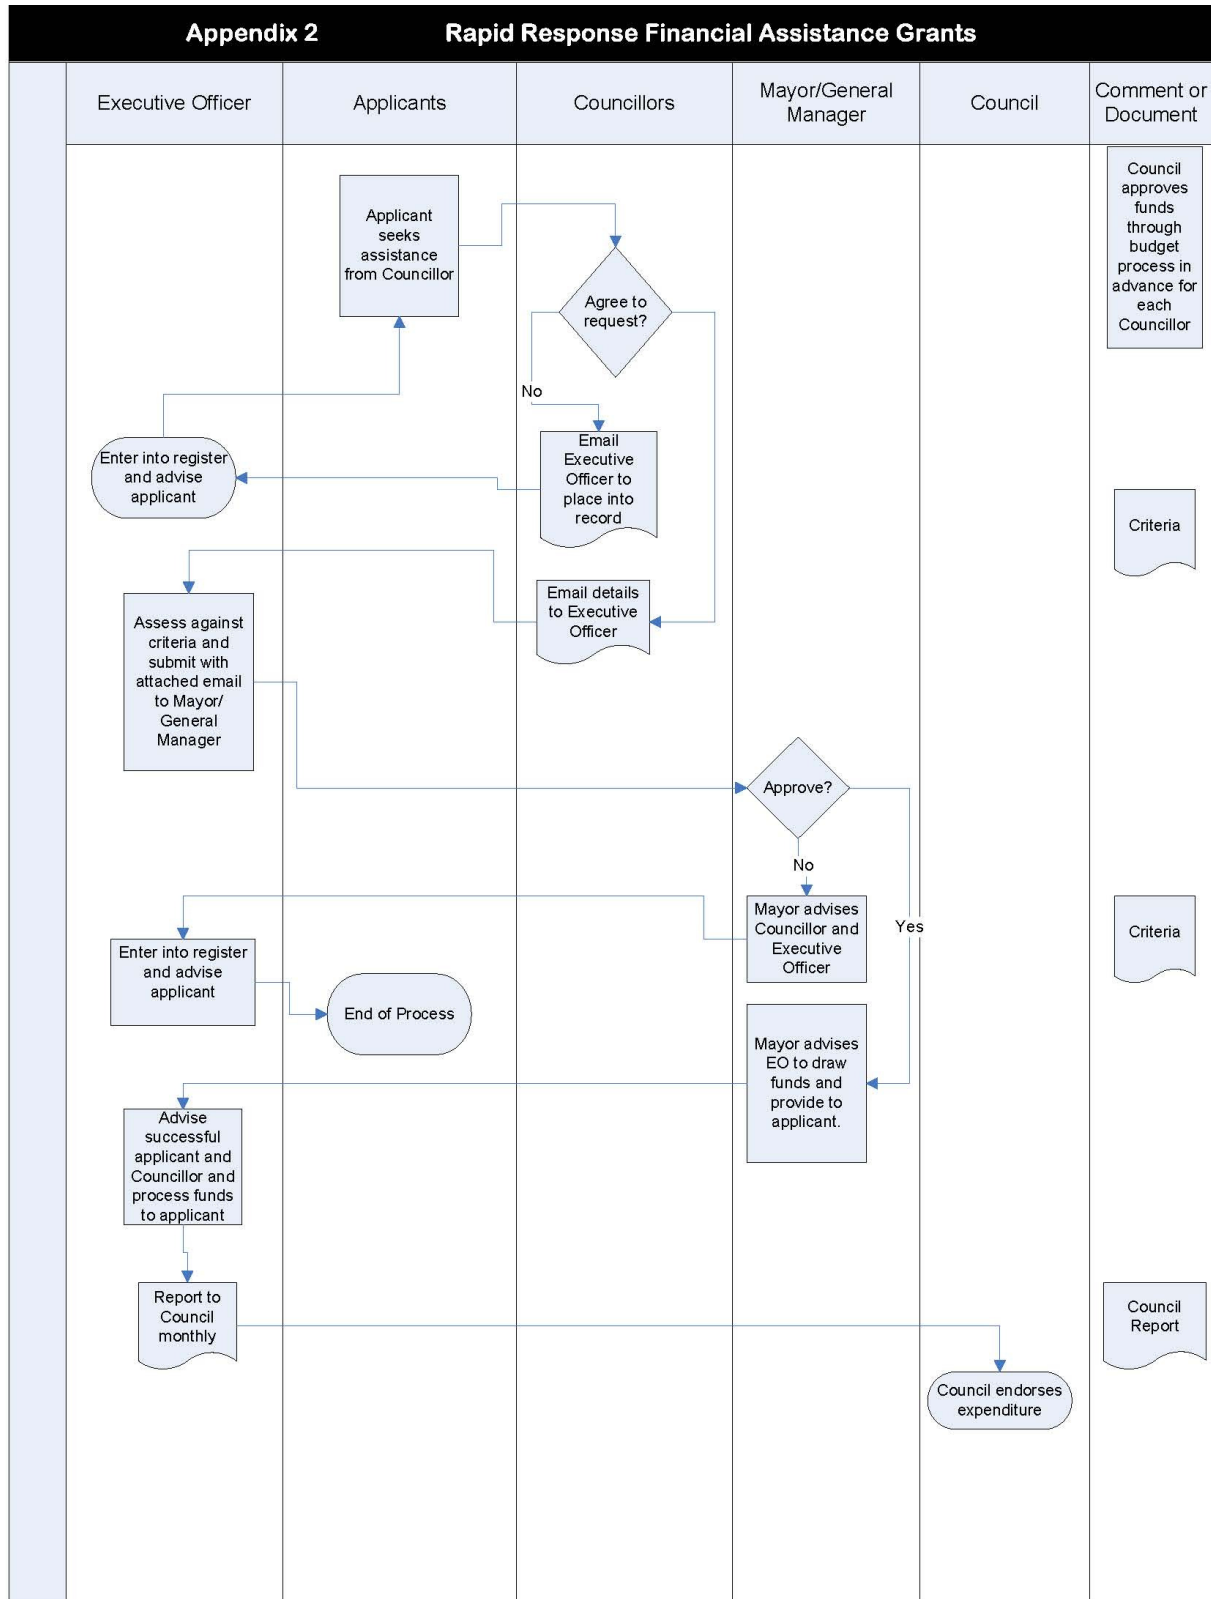 Appendix 2
Rapid Response Financial Assistance Grants
Executive Officer
Applicants
Councillors
Mayor/General
Manager
Council
Comment or
Document
Applicant
seeks
assistance
from Councillor
Agree to
request?
Council
approves
funds
through
budget
process in
advance for
each
Councillor
No
Email
Executive
Officer to
place into
record
Enter into register
and advise
applicant
Criteria
Email details
to Executive
Officer
Assess against
criteria and
submit with
attached email
to Mayor/
General
Manager
Approve?
No
Yes
Mayor advises
Councillor and
Executive
Officer
Criteria
Enter into register
and advise
applicant
End of Process
Mayor advises
EO to draw
funds and
provide to
applicant.
Advise
successful
applicant and
Councillor and
process funds
to applicant
Report to
Council
monthly
Council
Report
Council endorses
expenditure